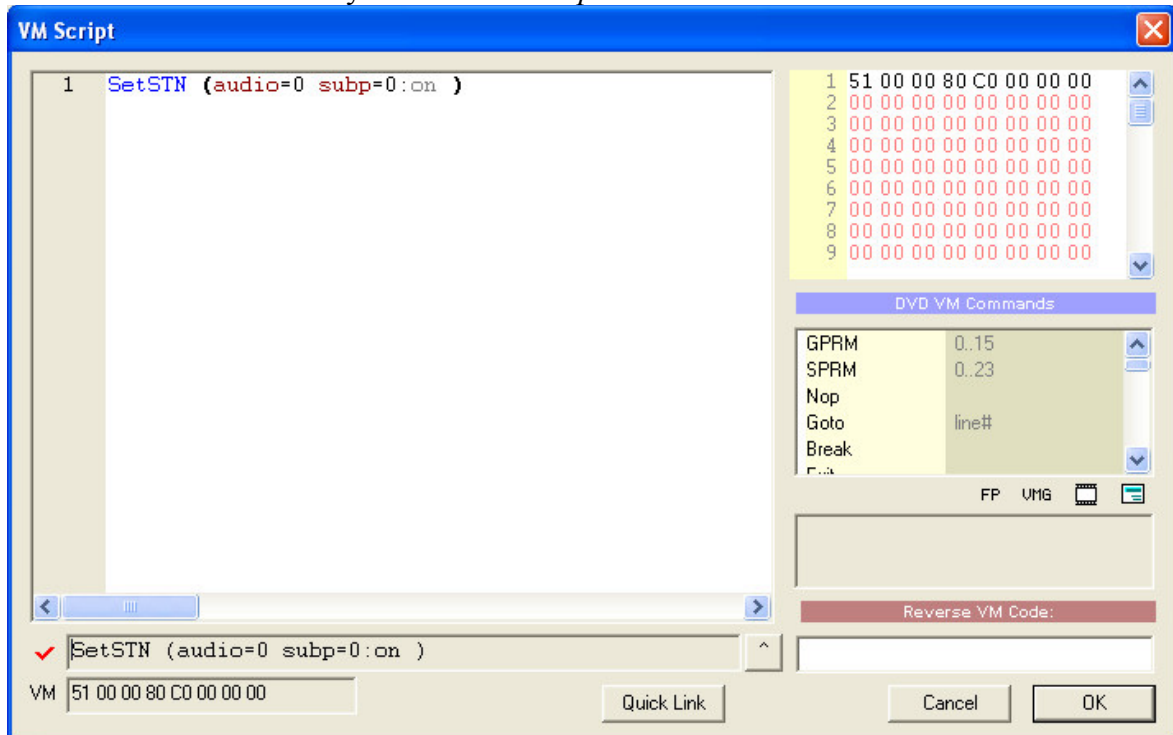 VM Script
1 SetSTN (audio=0 subp=0:on )
1 51 00 00 80 C0 00 00 00
2 00 00 00 00 00 00 00 00
3 00 00 00 00 00 00 00 00
4 00 00 00 00 00 00 00 00
5 00 00 00 00 00 00 00 00
6 00 00 00 00 00 00 00 00
7 00 00 00 00 00 00 00 00
8 00 00 00 00 00 00 00 00
9 00 00 00 00 00 00 00 00
DVD VM Commands
GPRM 0..15
SPRM 0..23
Nop
Goto line#
Break
FP VMG
Reverse VM Code:
SetSTN (audio=0 subp=0:on )
^
VM 51 00 00 80 C0 00 00 00
Quick Link
Cancel
OK